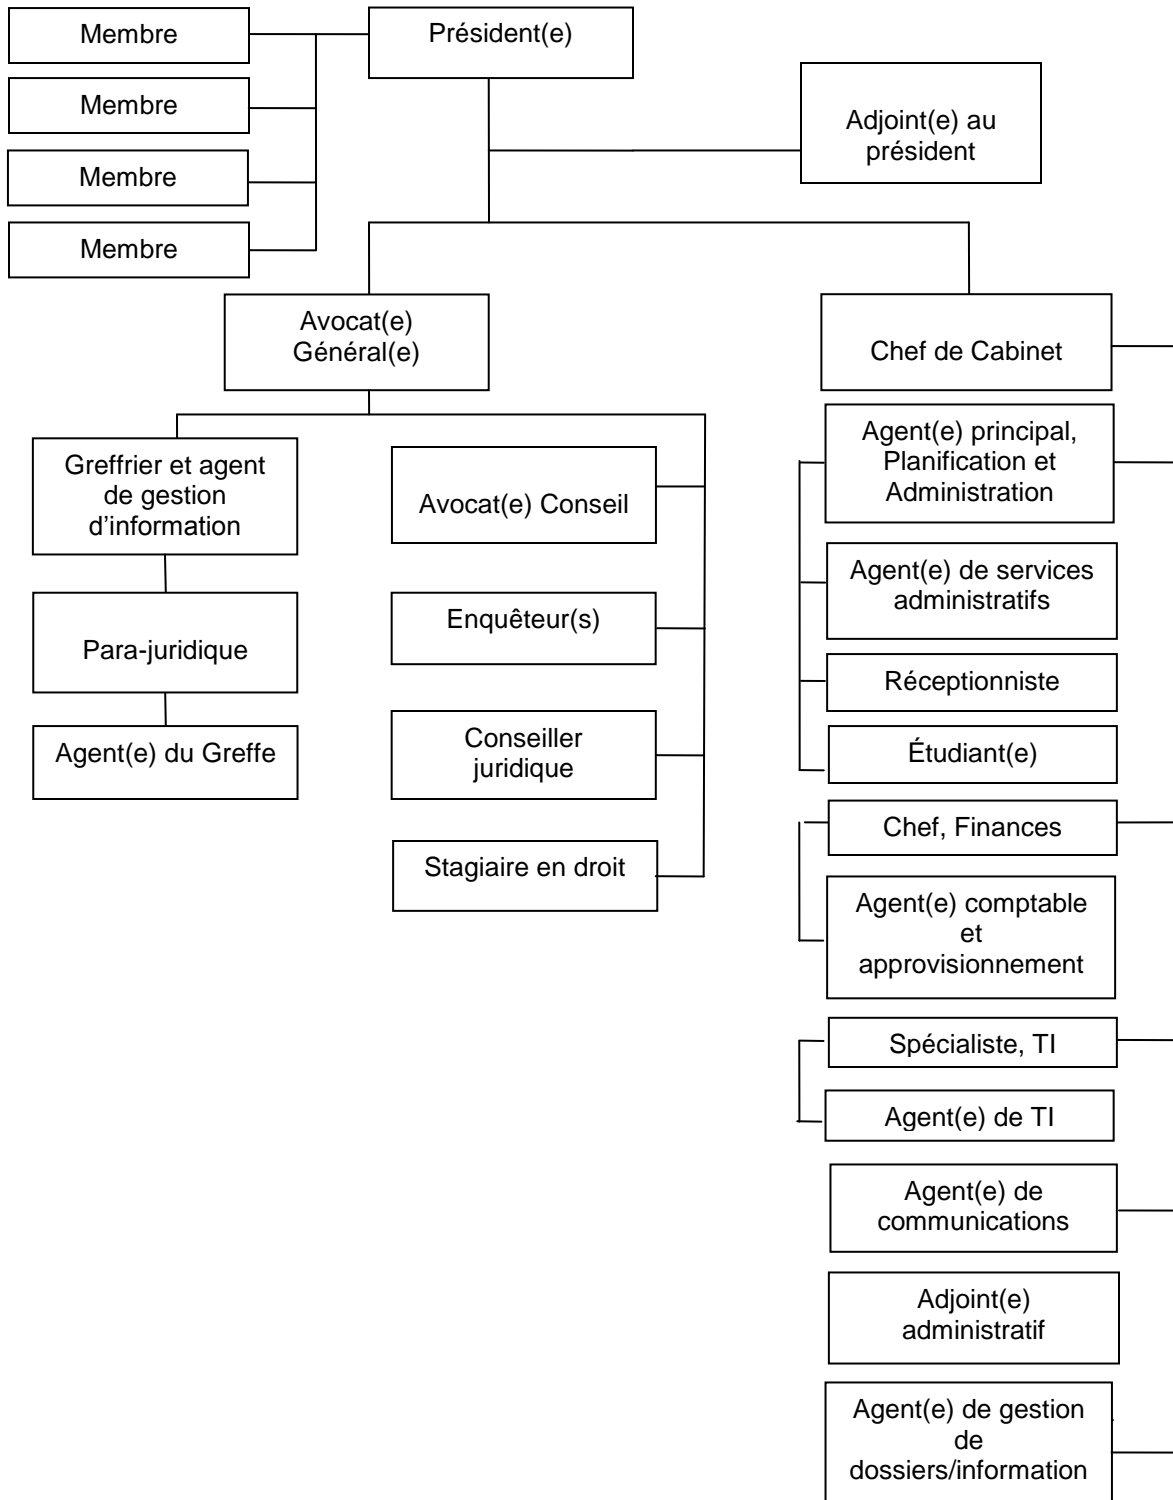 Membre
Membre
Membre
Membre
Président(e)
Adjoint(e) au
président
Avocat(e)
Général(e)
Chef de Cabinet
Greffrier et agent
de gestion
d’information
Para-juridique
Agent(e) du Greffe
Avocat(e) Conseil
Enquêteur(s)
Conseiller
juridique
Stagiaire en droit
Agent(e) principal,
Planification et
Administration
Agent(e) de services
administratifs
Réceptionniste
Étudiant(e)
Chef, Finances
Agent(e) comptable
et
approvisionnement
Spécialiste, TI
Agent(e) de TI
Agent(e) de
communications
Adjoint(e)
administratif
Agent(e) de gestion
de
dossiers/information